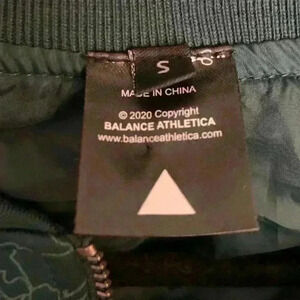 S
MADE IN CHINA
© 2020 Copyright
BALANCE ATHLETICA
www.balanceathletica.com